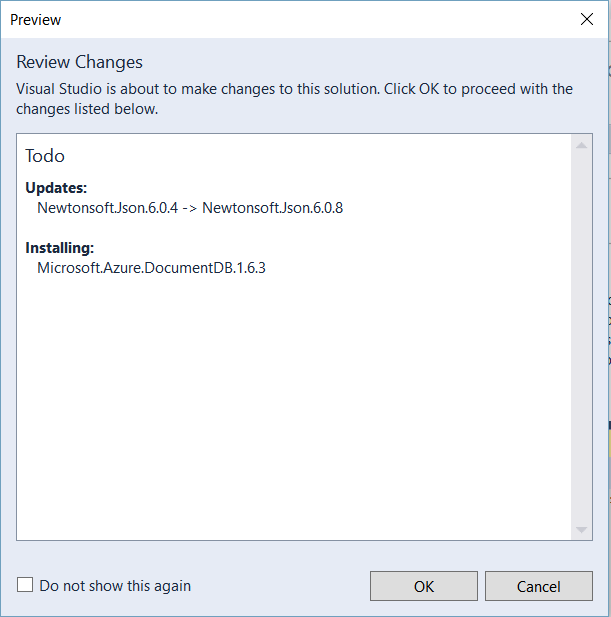 Preview
Review Changes
Visual Studio is about to make changes to this solution. Click OK to proceed with the
changes listed below.
Todo
Updates:
Newtonsoft.Json.6.0.4 -> Newtonsoft.Json.6.0.8
Installing:
Microsoft.Azure.DocumentDB.1.6.3
Do not show this again
OK
Cancel